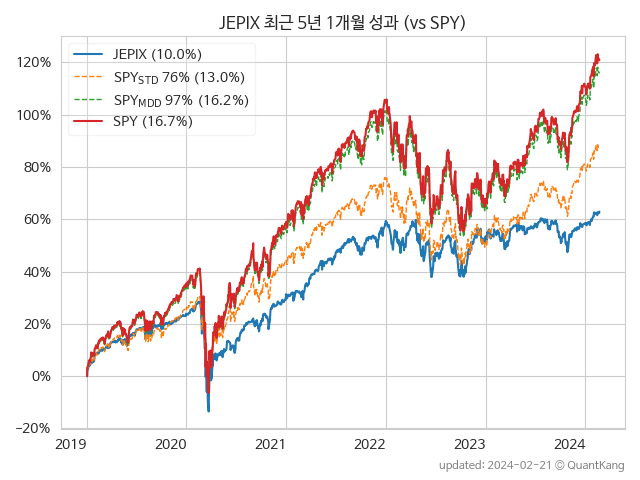 JEPIX 최근 5년 1개월 성과 (vs SPY)
JEPIX (10.0%)
SPY_STD 76% (13.0%)
SPY_MDD 97% (16.2%)
SPY (16.7%)
120%
100%
80%
60%
40%
20%
0%
−20%
2019 2020 2021 2022 2023 2024
updated: 2024-02-21 © QuantKang